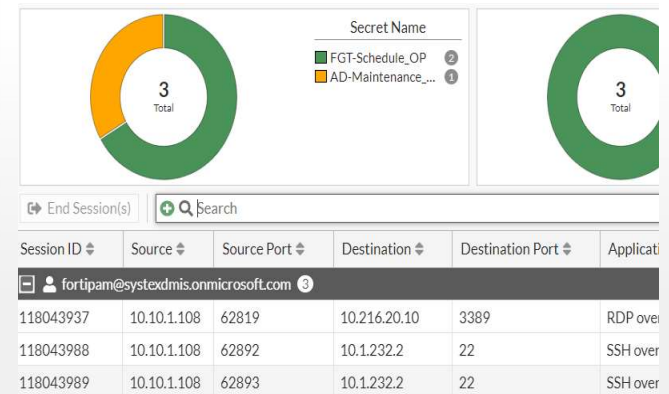 Secret Name
FGT-Schedule_OP 2
AD-Maintenance_... 1
3
Total
3
Total
End Session(s)
Search
Session ID Source Source Port Destination Destination Port Applicati
fortipam@systexdmis.onmicrosoft.com 3
118043937 10.10.1.108 62819 10.216.20.10 3389 RDP over
118043988 10.10.1.108 62892 10.1.232.2 22 SSH over
118043989 10.10.1.108 62893 10.1.232.2 22 SSH over